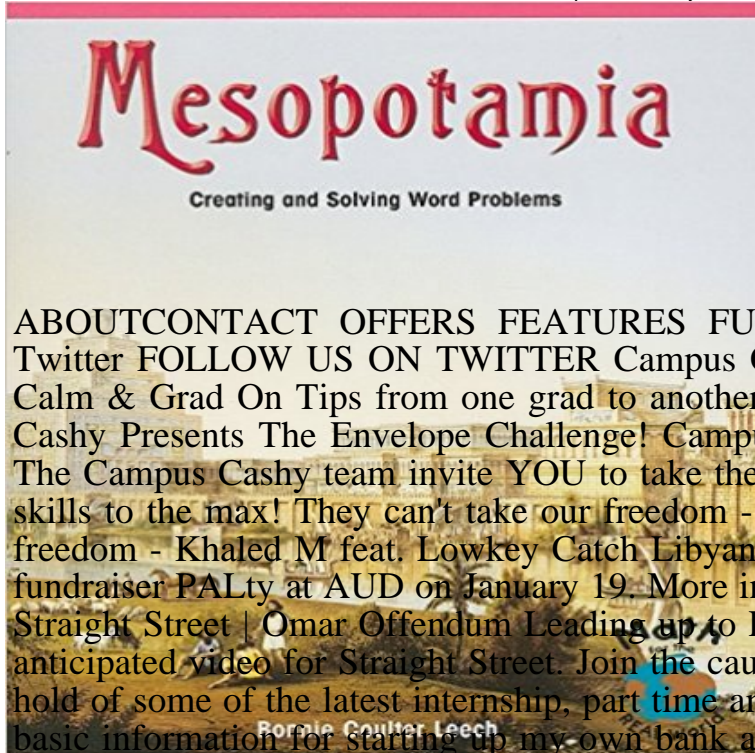 Mesopotamia
Creating and Solving Word Problems
ABOUTCONTACT OFFERS FEATURES FU
Twitter FOLLOW US ON TWITTER Campus
Calm & Grad On Tips from one grad to another
Cashy Presents The Envelope Challenge! Camp
The Campus Cashy team invite YOU to take the
skills to the max! They can't take our freedom -
freedom - Khaled M feat. Lowkey Catch Libyan
fundraiser PALty at AUD on January 19. More in
Straight Street | Omar Offendum Leading up to
anticipated video for Straight Street. Join the cau
hold of some of the latest internship, part time an
Bonnie Coulter Leech
basic information for starting up my own bank a